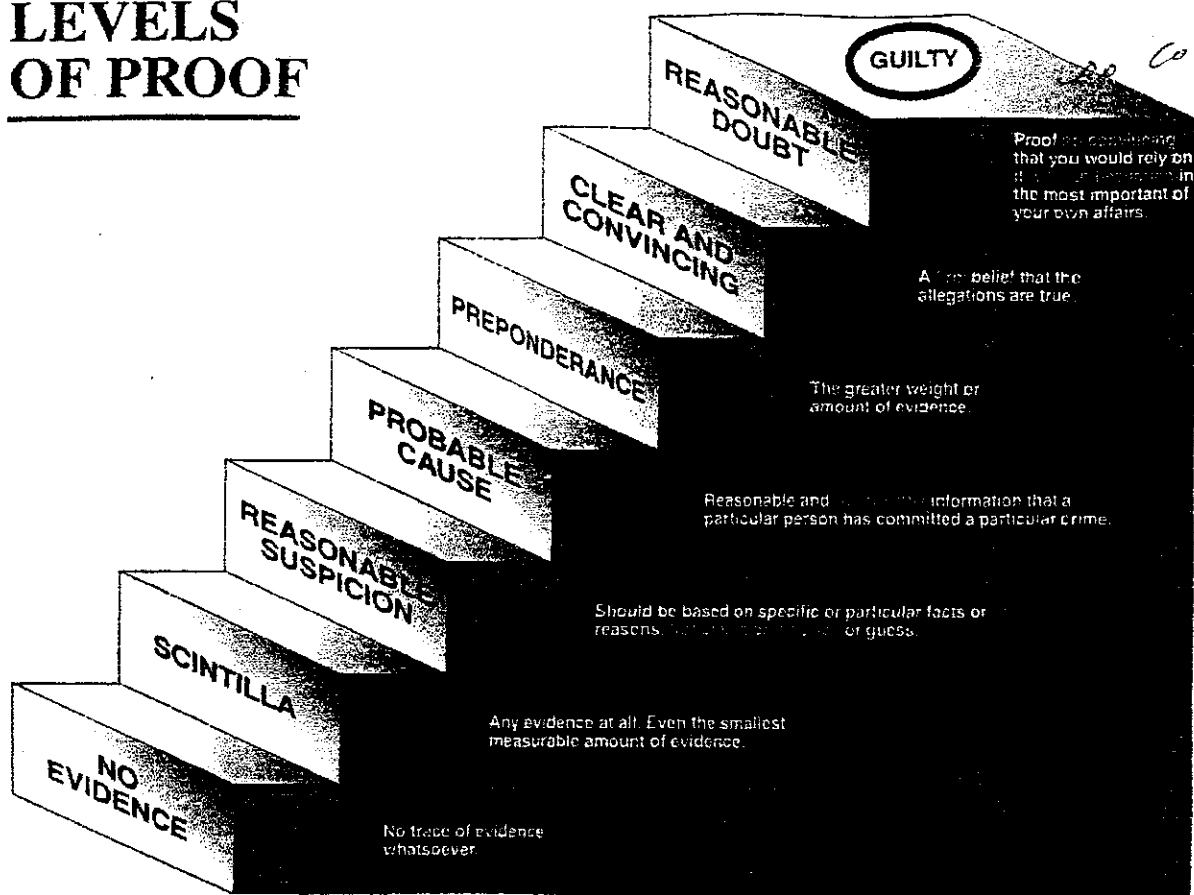 LEVELS
OF PROOF
GUILTY
REASONABLE
DOUBT
Proof so convincing
that you would rely on
in
the most important of
your own affairs.
CLEAR AND
CONVINCING
A firm belief that the
allegations are true.
PREPONDERANCE
The greater weight or
amount of evidence.
PROBABLE
CAUSE
Reasonable and information that a
particular person has committed a particular crime.
REASONABLE
SUSPICION
Should be based on specific or particular facts or
reasons, or guess.
SCINTILLA
Any evidence at all. Even the smallest
measurable amount of evidence.
NO
EVIDENCE
No trace of evidence
whatsoever.